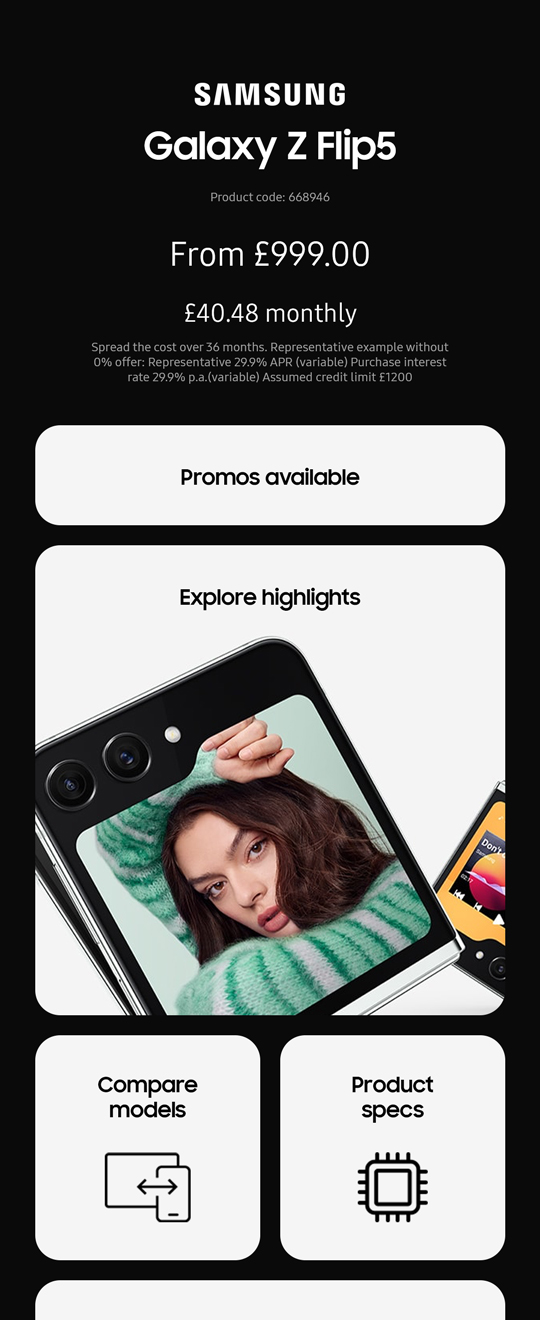 SAMSUNG
Galaxy Z Flip5
Product code: 668946
From £999.00
£40.48 monthly
Spread the cost over 36 months. Representative example without
0% offer: Representative 29.9% APR (variable) Purchase interest
rate 29.9% p.a.(variable) Assumed credit limit £1200
Promos available
Explore highlights
Compare
models
Product
specs